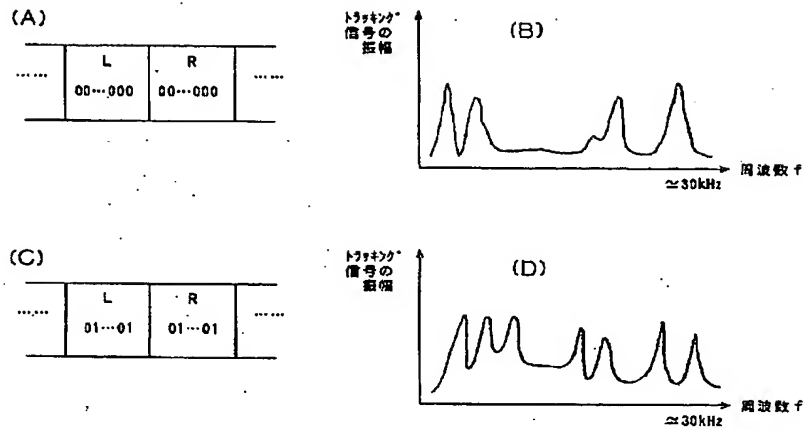 (A)
…… L R ……
00…000 00…000
トラッキング
信号の
振幅
(B)
周波数 f
≃30kHz
(C)
…… L R ……
01…01 01…01
トラッキング
信号の
振幅
(D)
周波数 f
≃30kHz